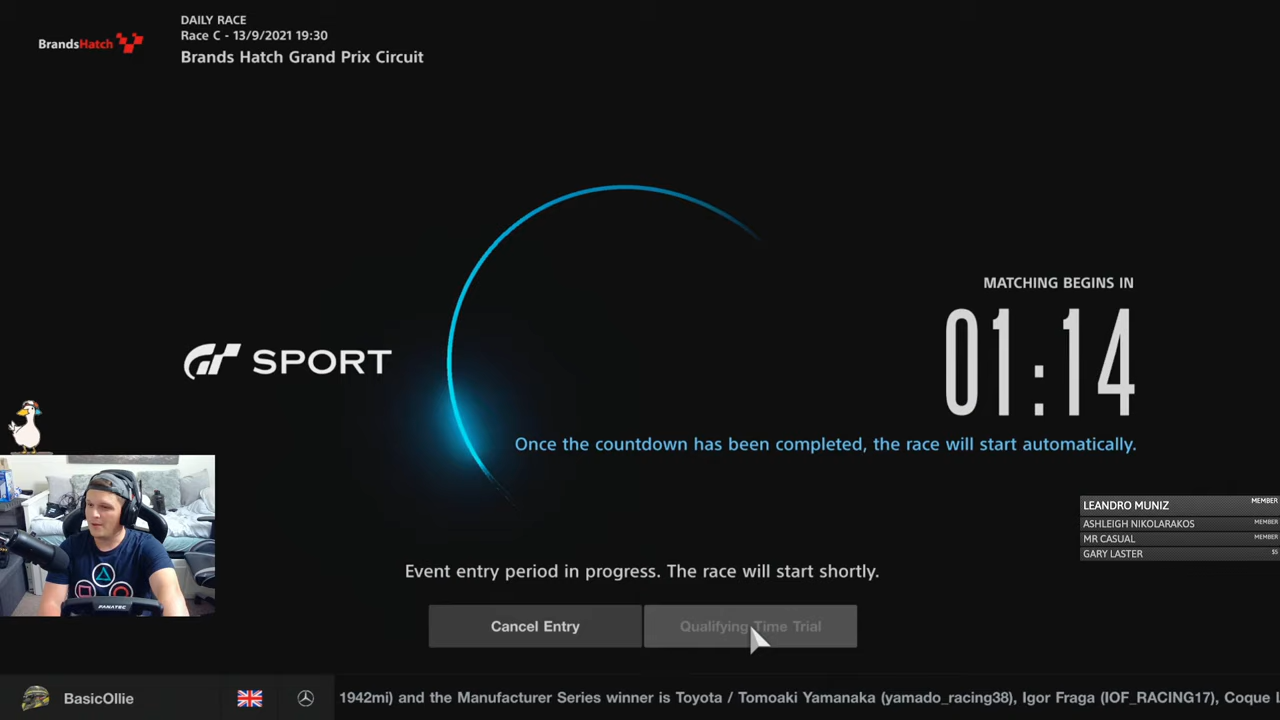 BrandsHatch
DAILY RACE
Race C - 13/9/2021 19:30
Brands Hatch Grand Prix Circuit
MATCHING BEGINS IN
01:14
GT SPORT
Once the countdown has been completed, the race will start automatically.
LEANDRO MUNIZ MEMBER
ASHLEIGH NIKOLARAKOS MEMBER
MR CASUAL MEMBER
GARY LASTER $5
Event entry period in progress. The race will start shortly.
Cancel Entry
Qualifying Time Trial
FANATEC
BasicOllie
1942mi) and the Manufacturer Series winner is Toyota / Tomoaki Yamanaka (yamado_racing38), Igor Fraga (IOF_RACING17), Coque